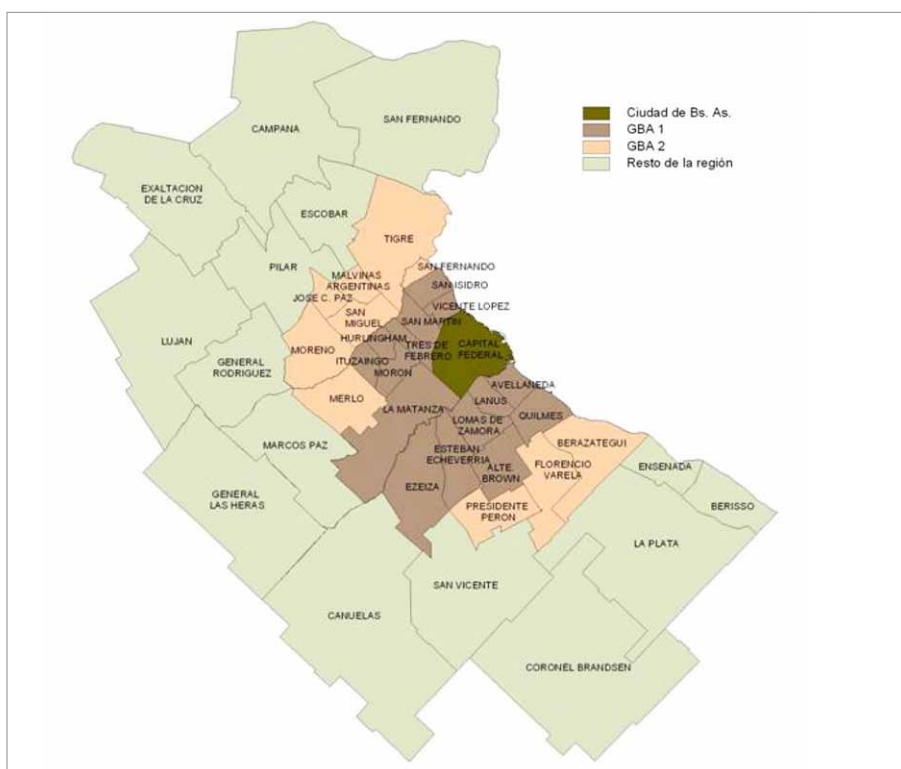 Ciudad de Bs. As.
GBA 1
GBA 2
Resto de la región
CAMPANA
SAN FERNANDO
EXALTACION
DE LA CRUZ
ESCOBAR
TIGRE
PILAR
SAN FERNANDO
MALVINAS
ARGENTINAS
SAN ISIDRO
JOSE C. PAZ
VICENTE LOPEZ
SAN
MIGUEL
SAN MARTIN
LUJAN
HURLINGHAM
MORENO
TRES DE
FEBRERO
CAPITAL
FEDERAL
ITUZAINGO
GENERAL
RODRIGUEZ
MORON
AVELLANEDA
MERLO
LANUS
LA MATANZA
QUILMES
LOMAS DE
ZAMORA
MARCOS PAZ
BERAZATEGUI
ESTEBAN
ECHEVERRIA
FLORENCIO
VARELA
ENSENADA
ALTE.
BROWN
EZEIZA
GENERAL
LAS HERAS
PRESIDENTE
PERON
BERISSO
LA PLATA
SAN VICENTE
CANUELAS
CORONEL BRANDSEN